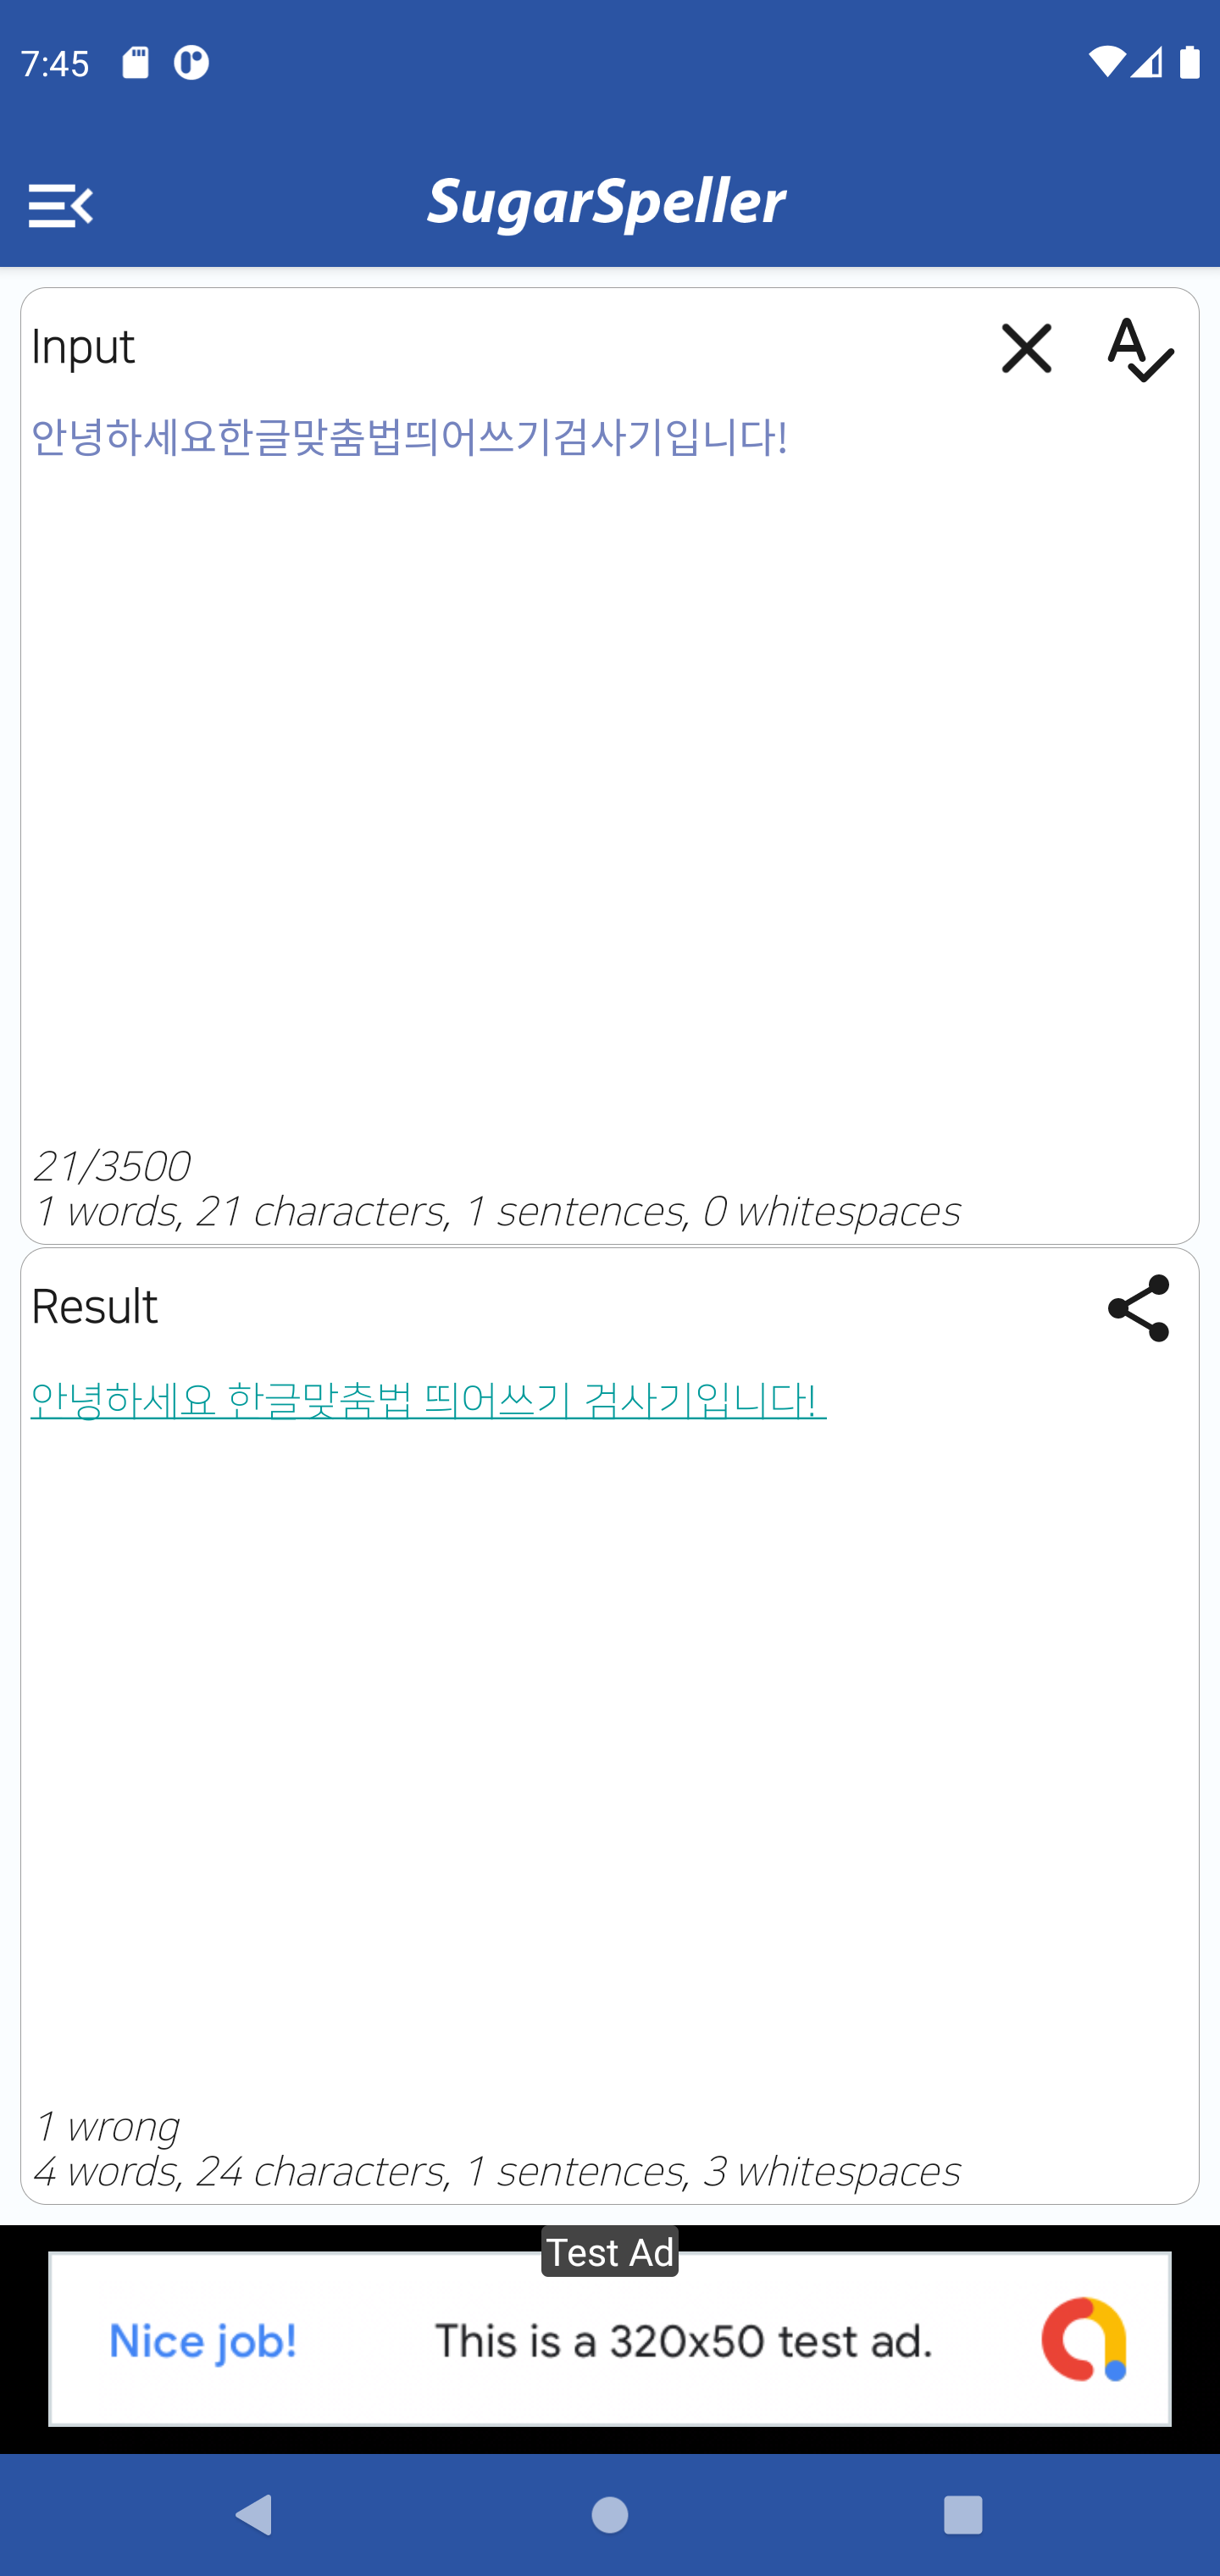 7:45
SugarSpeller
Input
안녕하세요한글맞춤법띄어쓰기검사기입니다!
21/3500
1 words, 21 characters, 1 sentences, 0 whitespaces
Result
안녕하세요 한글맞춤법 띄어쓰기 검사기입니다!
1 wrong
4 words, 24 characters, 1 sentences, 3 whitespaces
Test Ad
Nice job! This is a 320x50 test ad.